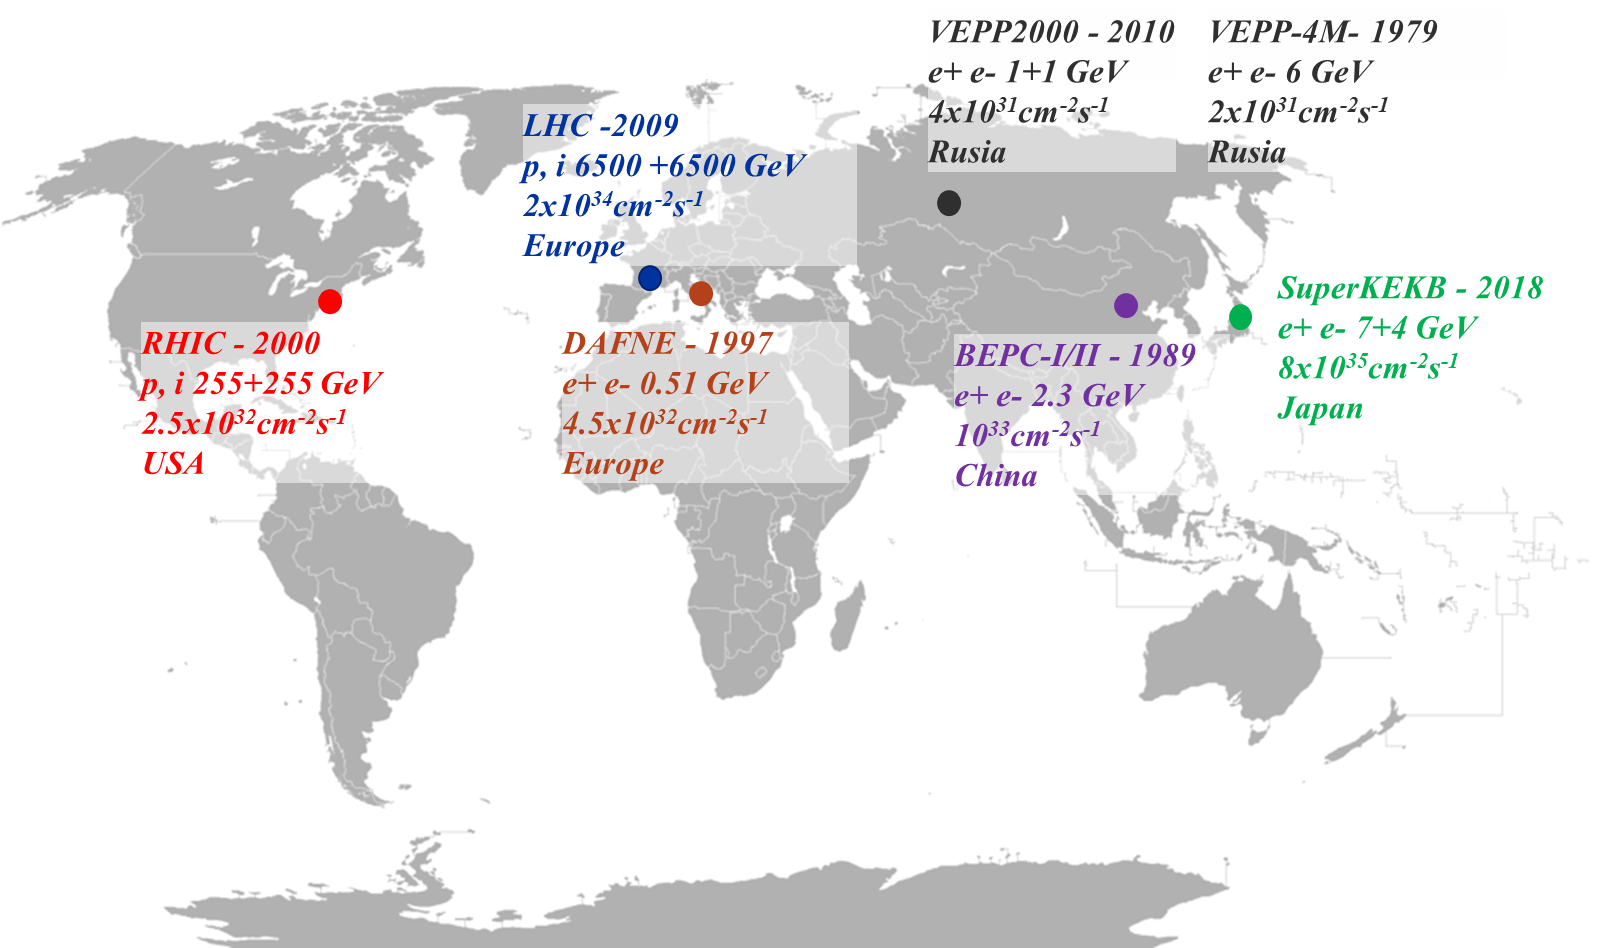 VEPP2000 - 2010
e+ e- 1+1 GeV
4x10³¹cm⁻²s⁻¹
Rusia
VEPP-4M- 1979
e+ e- 6 GeV
2x10³¹cm⁻²s⁻¹
Rusia
LHC -2009
p, i 6500 +6500 GeV
2x10³⁴cm⁻²s⁻¹
Europe
SuperKEKB - 2018
e+ e- 7+4 GeV
8x10³⁵cm⁻²s⁻¹
Japan
RHIC - 2000
p, i 255+255 GeV
2.5x10³²cm⁻²s⁻¹
USA
DAFNE - 1997
e+ e- 0.51 GeV
4.5x10³²cm⁻²s⁻¹
Europe
BEPC-I/II - 1989
e+ e- 2.3 GeV
10³³cm⁻²s⁻¹
China